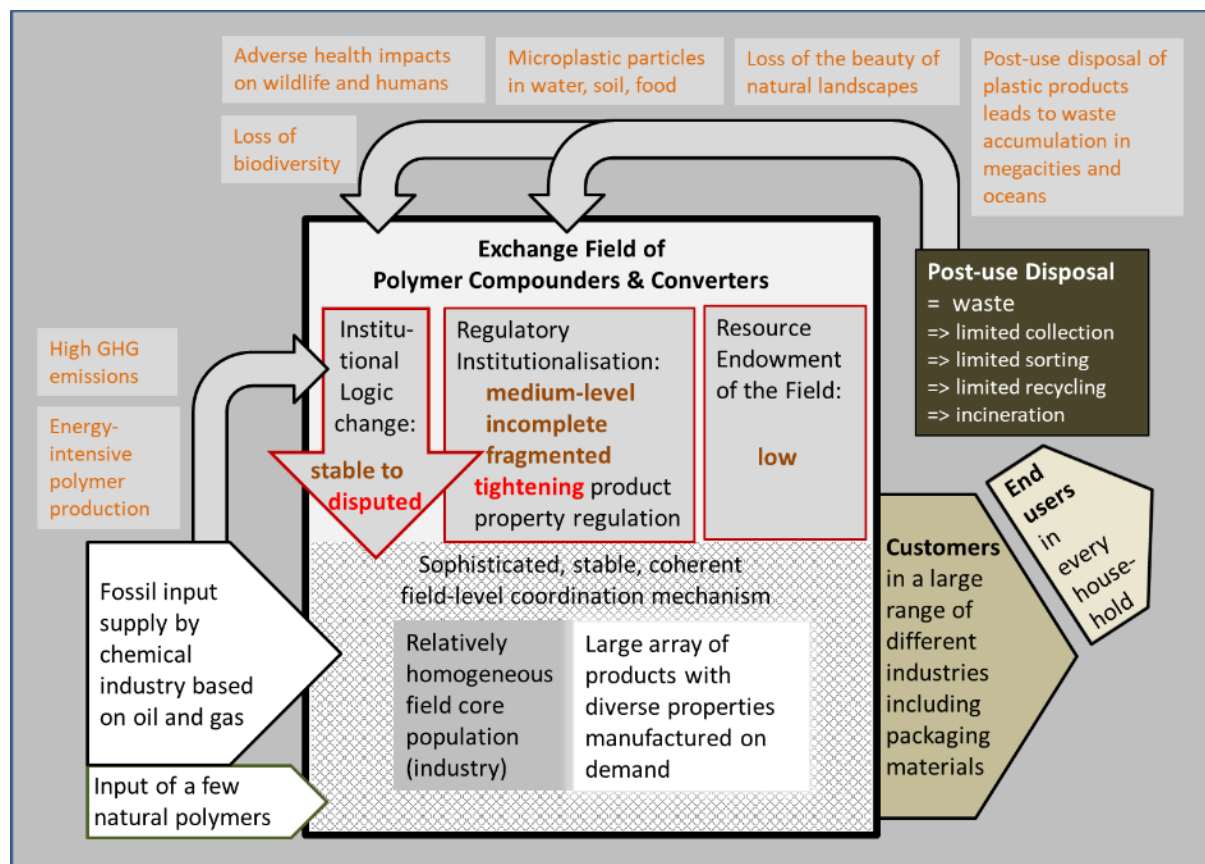 Adverse health impacts
on wildlife and humans
Microplastic particles
in water, soil, food
Loss of the beauty of
natural landscapes
Post-use disposal of
plastic products
leads to waste
accumulation in
megacities and
oceans
Loss of
biodiversity
Exchange Field of
Polymer Compounders & Converters
Post-use Disposal
= waste
=> limited collection
=> limited sorting
=> limited recycling
=> incineration
High GHG
emissions
Energy-
intensive
polymer
production
Institu-
tional
Logic
change:
stable to
disputed
Regulatory
Institutionalisation:
medium-level
incomplete
fragmented
tightening product
property regulation
Resource
Endowment
of the Field:
low
Fossil input
supply by
chemical
industry based
on oil and gas
Input of a few
natural polymers
Sophisticated, stable, coherent
field-level coordination mechanism
Relatively
homogeneous
field core
population
(industry)
Large array of
products with
diverse properties
manufactured on
demand
Customers
in a large
range of
different
industries
including
packaging
materials
End
users
in
every
house-
hold